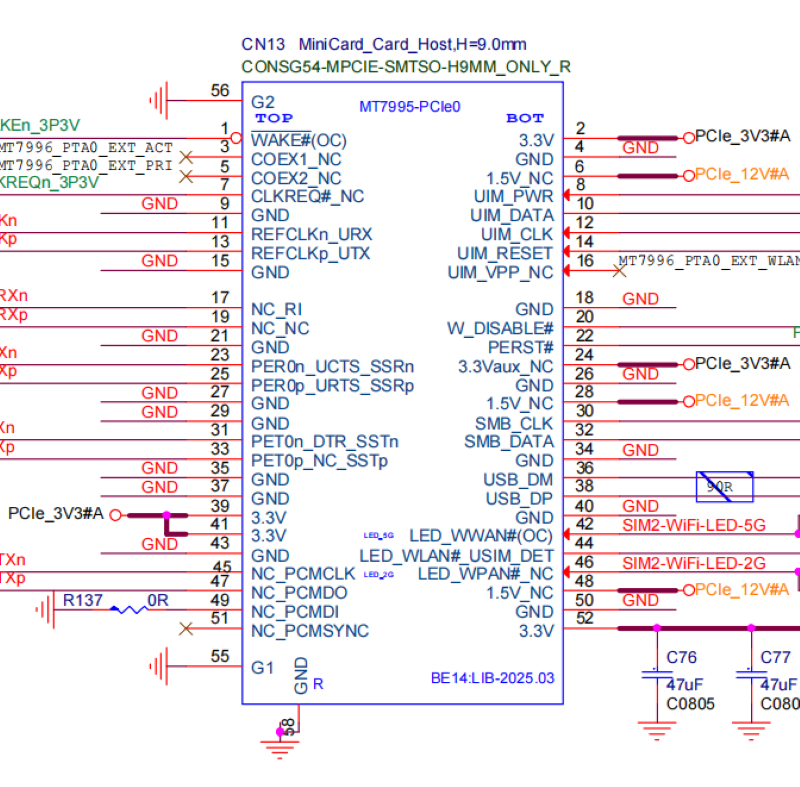 CN13 MiniCard_Card_Host,H=9.0mm
CONSG54-MPCIE-SMTSO-H9MM_ONLY_R
56 G2 MT7995-PCIe0
TOP BOT
KEn_3P3V 1 WAKE#(OC) 3.3V 2 PCIe_3V3#A
MT7996_PTA0_EXT_ACT 3 COEX1_NC GND 4 GND
MT7996_PTA0_EXT_PRI 5 COEX2_NC 1.5V_NC 6 PCIe_12V#A
KREQn_3P3V 7 CLKREQ#_NC UIM_PWR 8
GND 9 GND UIM_DATA 10
Kn 11 REFCLKn_URX UIM_CLK 12
Kp 13 REFCLKp_UTX UIM_RESET 14
GND 15 GND UIM_VPP_NC 16 MT7996_PTA0_EXT_WLAN
RXn 17 NC_RI GND 18 GND
RXp 19 NC_NC W_DISABLE# 20
GND 21 GND PERST# 22
Xn 23 PER0n_UCTS_SSRn 3.3Vaux_NC 24 PCIe_3V3#A
Xp 25 PER0p_URTS_SSRp GND 26 GND
GND 27 GND 1.5V_NC 28 PCIe_12V#A
GND 29 GND SMB_CLK 30
Xn 31 PET0n_DTR_SSTn SMB_DATA 32
Xp 33 PET0p_NC_SSTp GND 34 GND
GND 35 GND USB_DM 36
GND 37 GND USB_DP 38 90R
PCIe_3V3#A 39 3.3V GND 40 GND
41 3.3V LED_5G LED_WWAN#(OC) 42 SIM2-WiFi-LED-5G
GND 43 GND LED_WLAN#_USIM_DET 44
TXn 45 NC_PCMCLK LED_2G LED_WPAN#_NC 46 SIM2-WiFi-LED-2G
TXp 47 NC_PCMDO 1.5V_NC 48 PCIe_12V#A
R137 0R 49 NC_PCMDI GND 50 GND
51 NC_PCMSYNC 3.3V 52
55 G1 GND R BE14:LIB-2025.03
C76 C77
47uF 47uF
C0805 C080
58